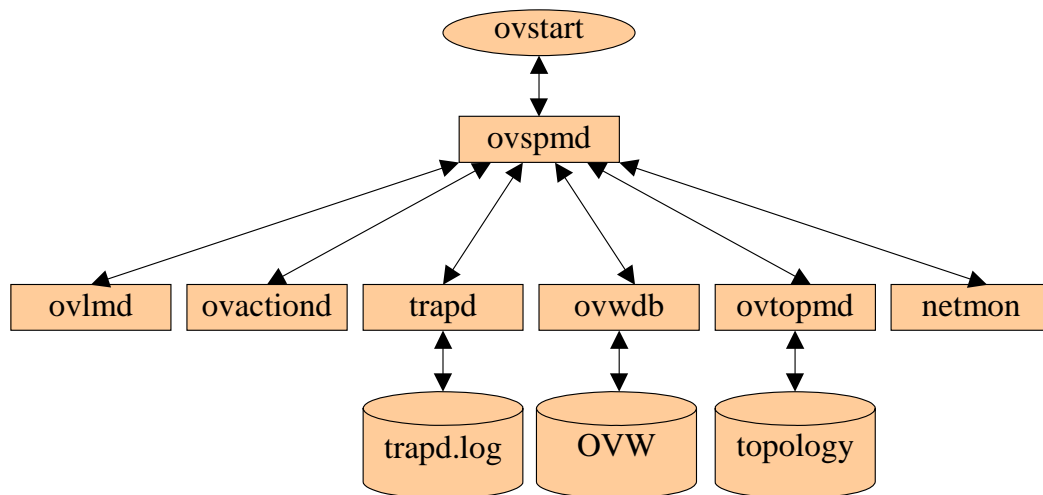 ovstart
ovspmd
ovlmd
ovactiond
trapd
ovwdb
ovtopmd
netmon
trapd.log
OVW
topology